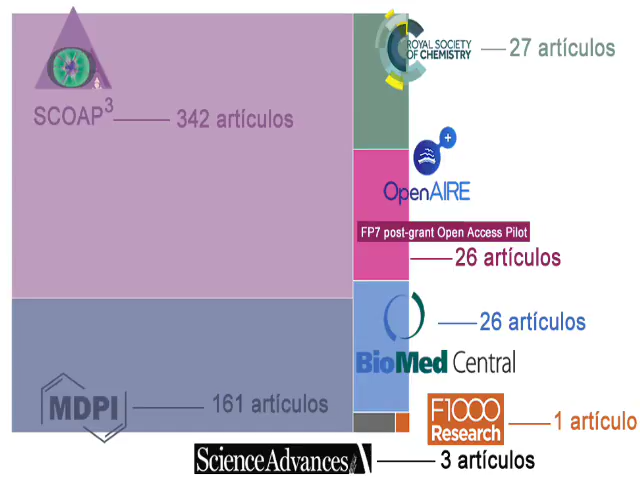 SCOAP3
342 artículos
ROYAL SOCIETY
OF CHEMISTRY
27 artículos
OpenAIRE
FP7 post-grant Open Access Pilot
26 artículos
26 artículos
BioMed Central
MDPI
161 artículos
F1000
Research
1 artículo
ScienceAdvances
3 artículos